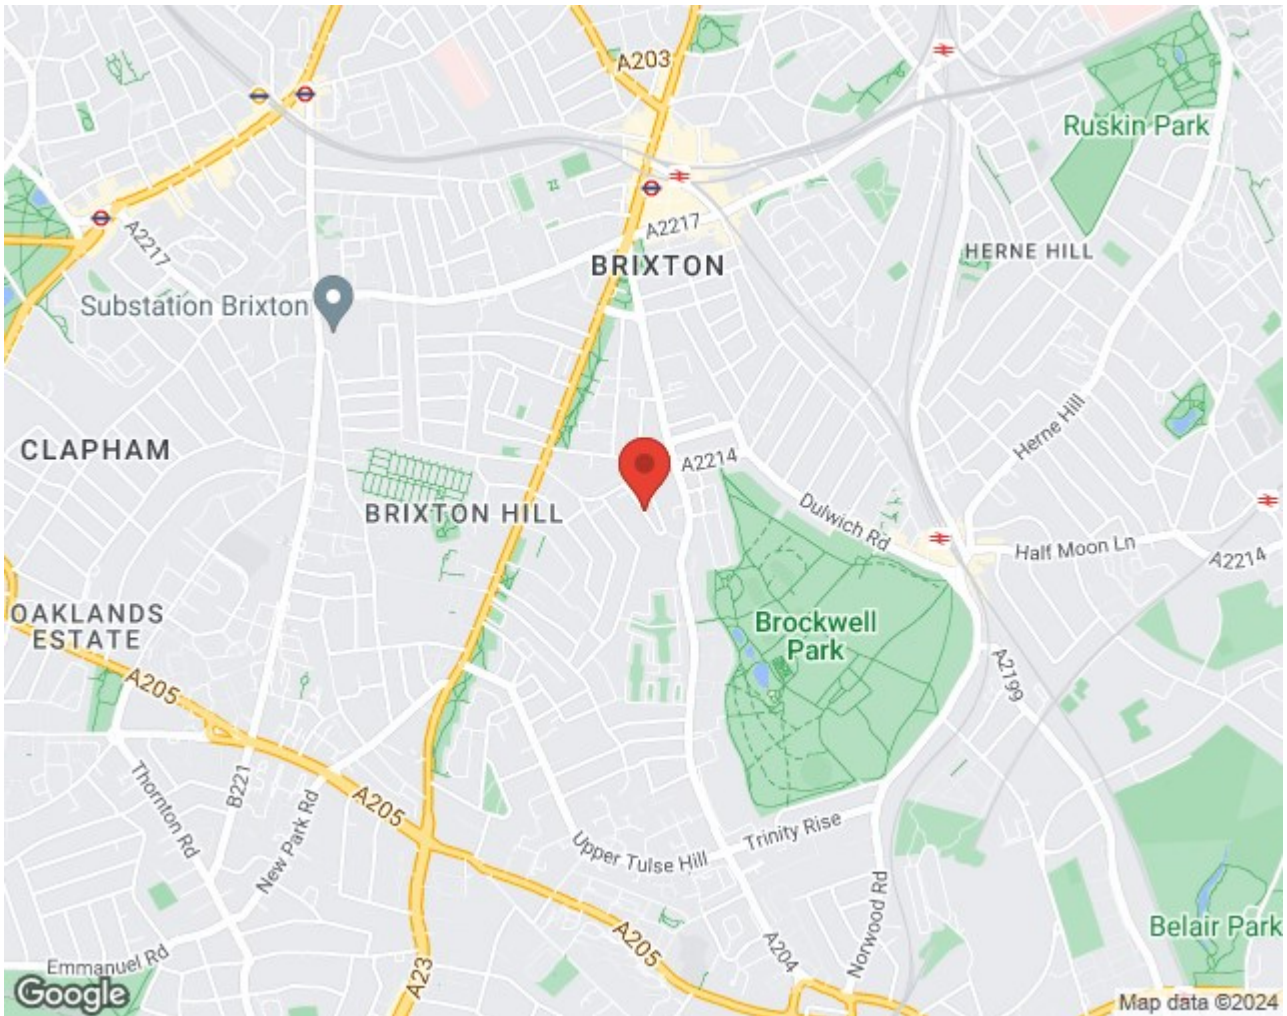 A203
Ruskin Park
A2217
A2217
HERNE HILL
BRIXTON
Substation Brixton
Herne Hill
CLAPHAM
A2214
BRIXTON HILL
Dulwich Rd
Half Moon Ln
A2214
OAKLANDS
ESTATE
Brockwell
Park
A205
A2199
Thornton Rd
B221
New Park Rd
A205
Trinity Rise
Upper Tulse Hill
Norwood Rd
Belair Park
A205
A204
Emmanuel Rd
A23
Google
Map data ©2024